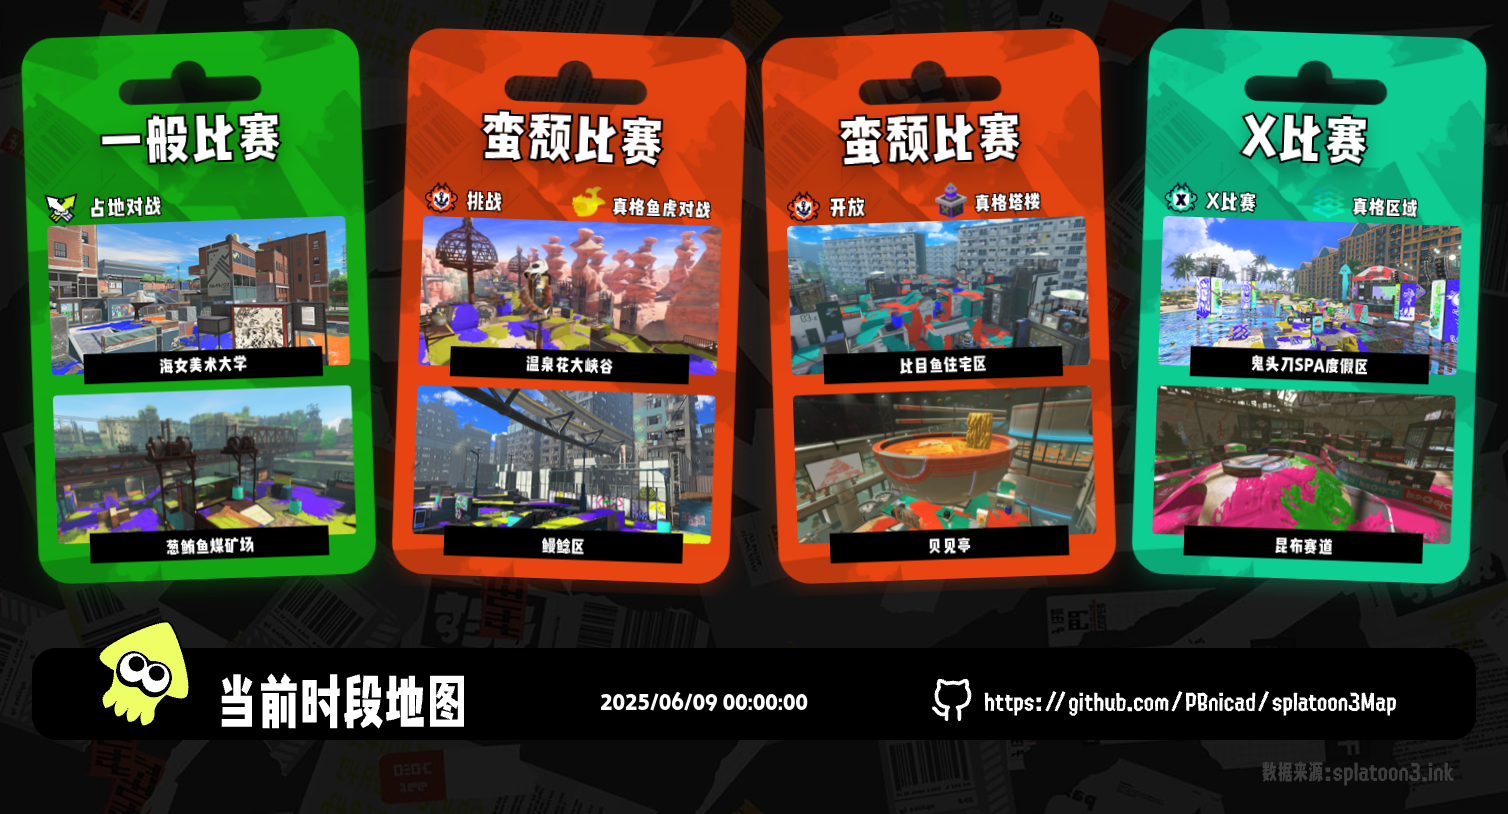 一般比赛
占地对战
海女美术大学
葱鲔鱼煤矿场
蛮颓比赛
挑战
真格鱼虎对战
温泉花大峡谷
鳗鲶区
蛮颓比赛
开放
真格塔楼
比目鱼住宅区
贝见亭
X比赛
X比赛
真格区域
鬼头刀SPA度假区
昆布赛道
当前时段地图
2025/06/09 00:00:00
https://github.com/PBnicad/splatoon3Map
数据来源:splatoon3.ink